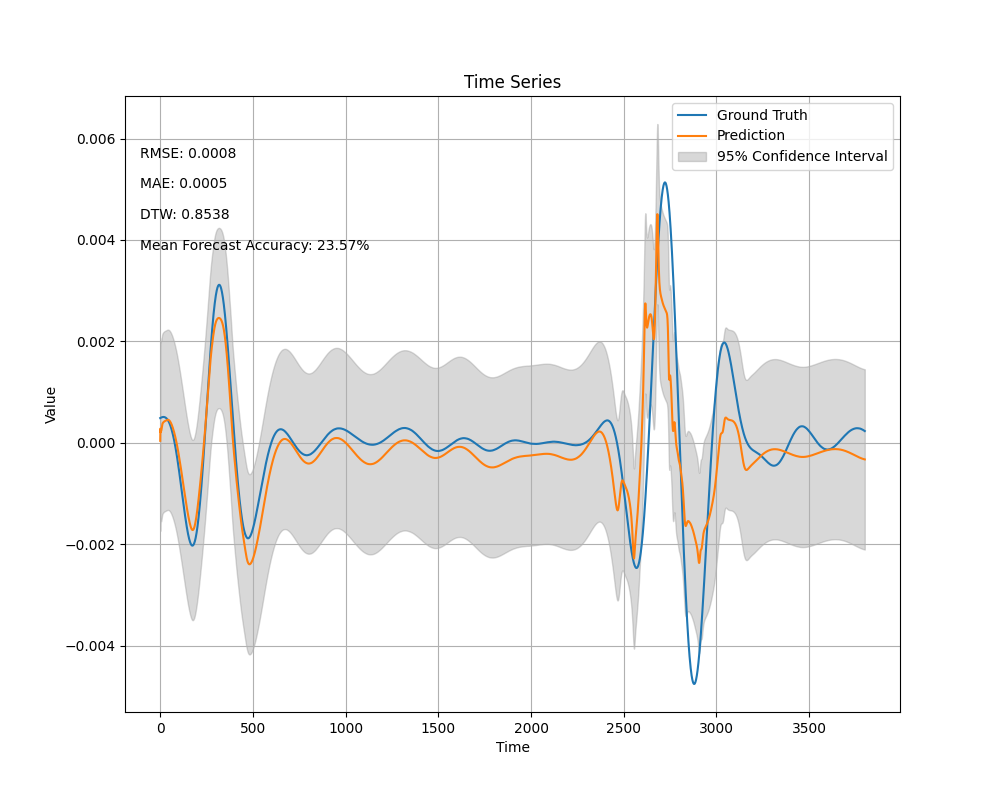 Time Series
Ground Truth
Prediction
95% Confidence Interval
RMSE: 0.0008
MAE: 0.0005
DTW: 0.8538
Mean Forecast Accuracy: 23.57%
0.006
0.004
0.002
0.000
−0.002
−0.004
Value
0 500 1000 1500 2000 2500 3000 3500
Time